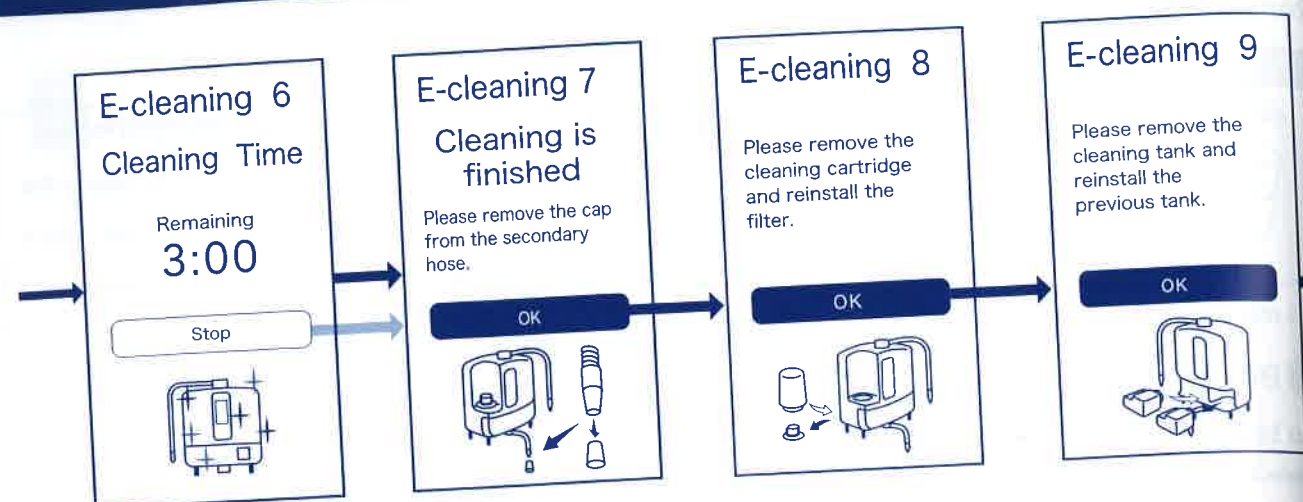 E-cleaning 6
Cleaning Time
Remaining
3:00
Stop
E-cleaning 7
Cleaning is
finished
Please remove the cap
from the secondary
hose.
OK
E-cleaning 8
Please remove the
cleaning cartridge
and reinstall the
filter.
OK
E-cleaning 9
Please remove the
cleaning tank and
reinstall the
previous tank.
OK